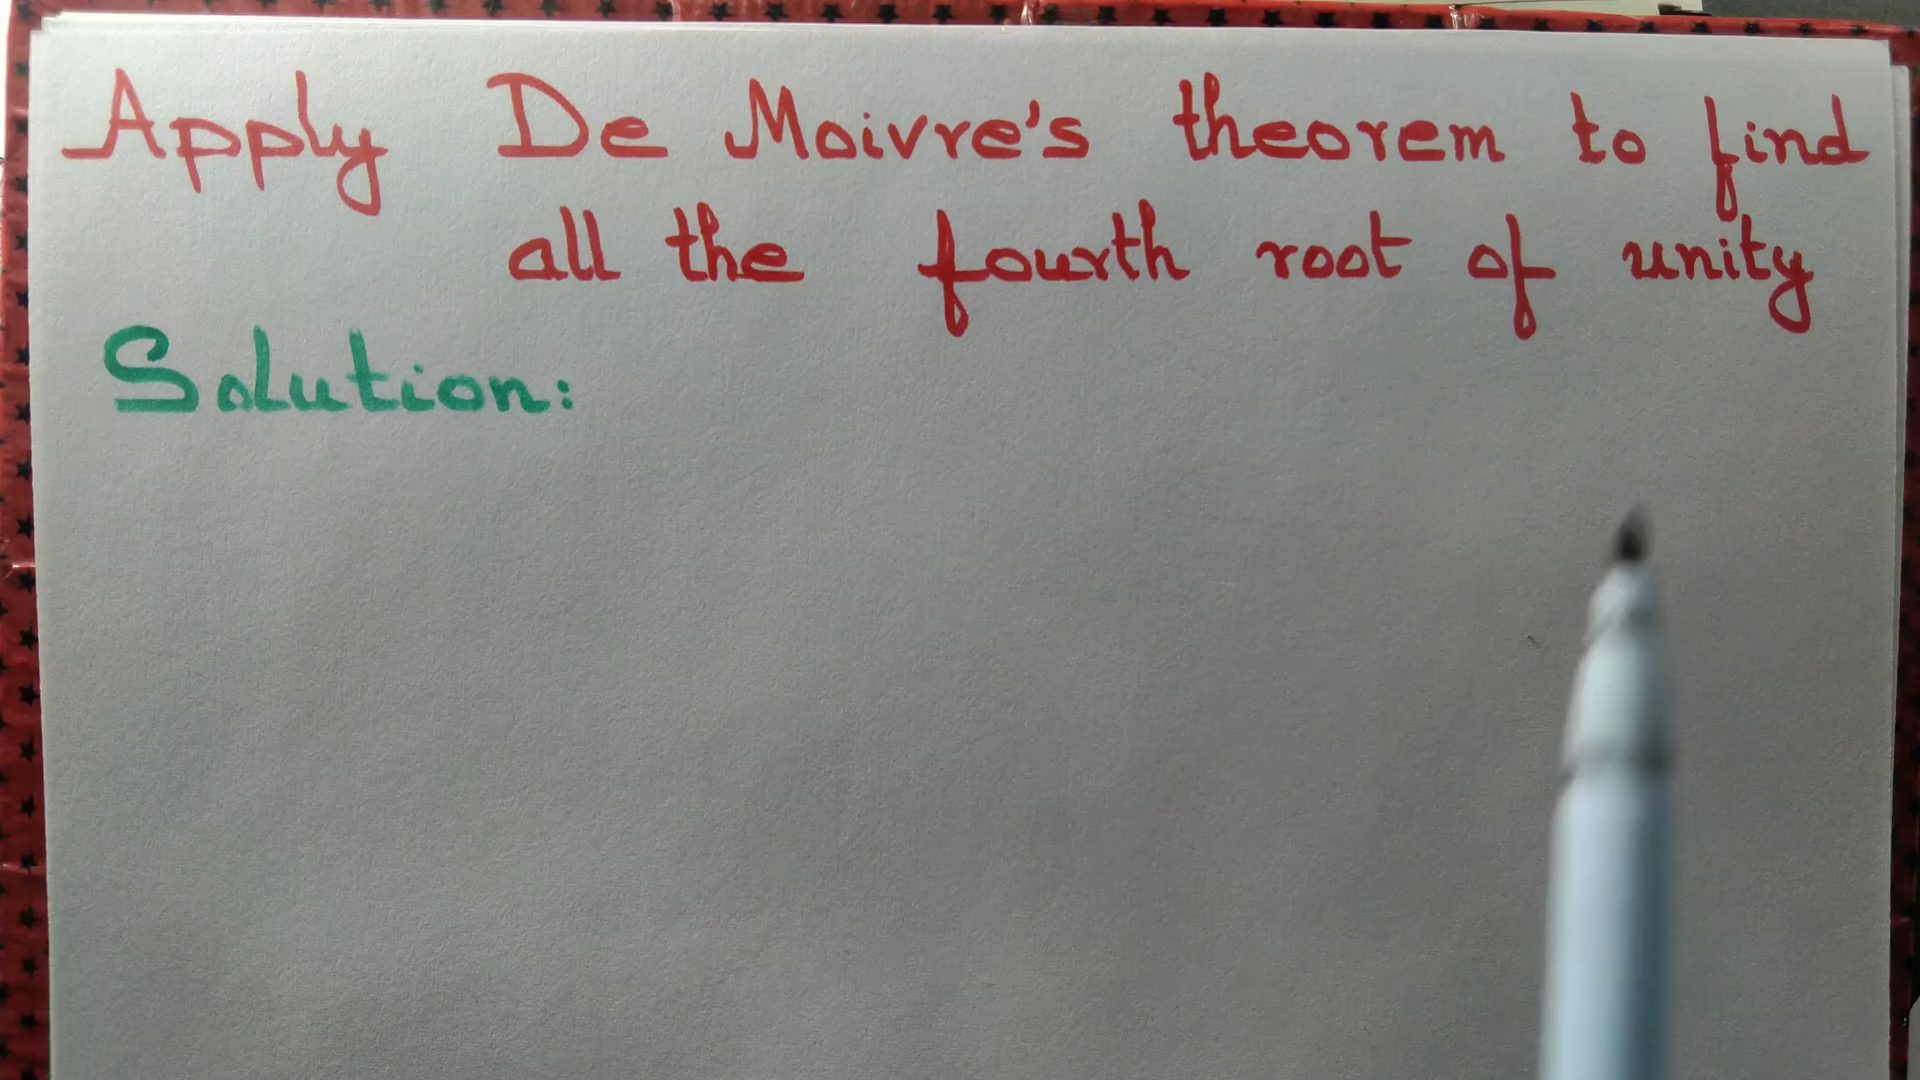 Apply De Moivre's theorem to find
all the fourth root of unity
Solution: